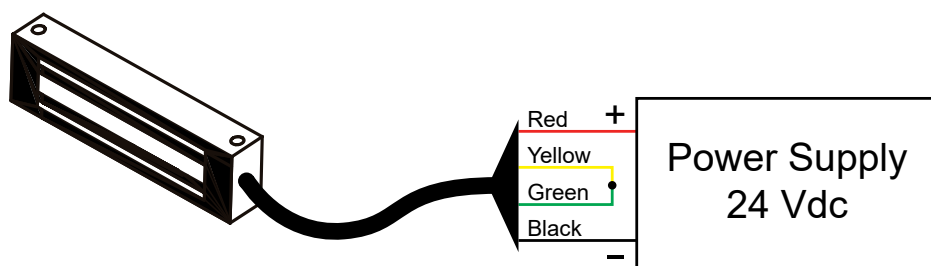 Red
+
Yellow
Green
Black
−
Power Supply
24 Vdc